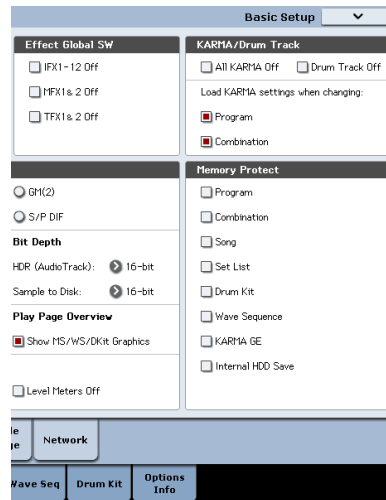 Basic Setup
Effect Global SW
IFX1-12 Off
MFX1& 2 Off
TFX1& 2 Off
KARMA/Drum Track
All KARMA Off Drum Track Off
Load KARMA settings when changing:
Program
Combination
GM(2)
S/P DIF
Bit Depth
HDR (AudioTrack): 16-bit
Sample to Disk: 16-bit
Play Page Overview
Show MS/WS/DKit Graphics
Level Meters Off
Memory Protect
Program
Combination
Song
Set List
Drum Kit
Wave Sequence
KARMA GE
Internal HDD Save
Network
Wave Seq Drum Kit Options
Info